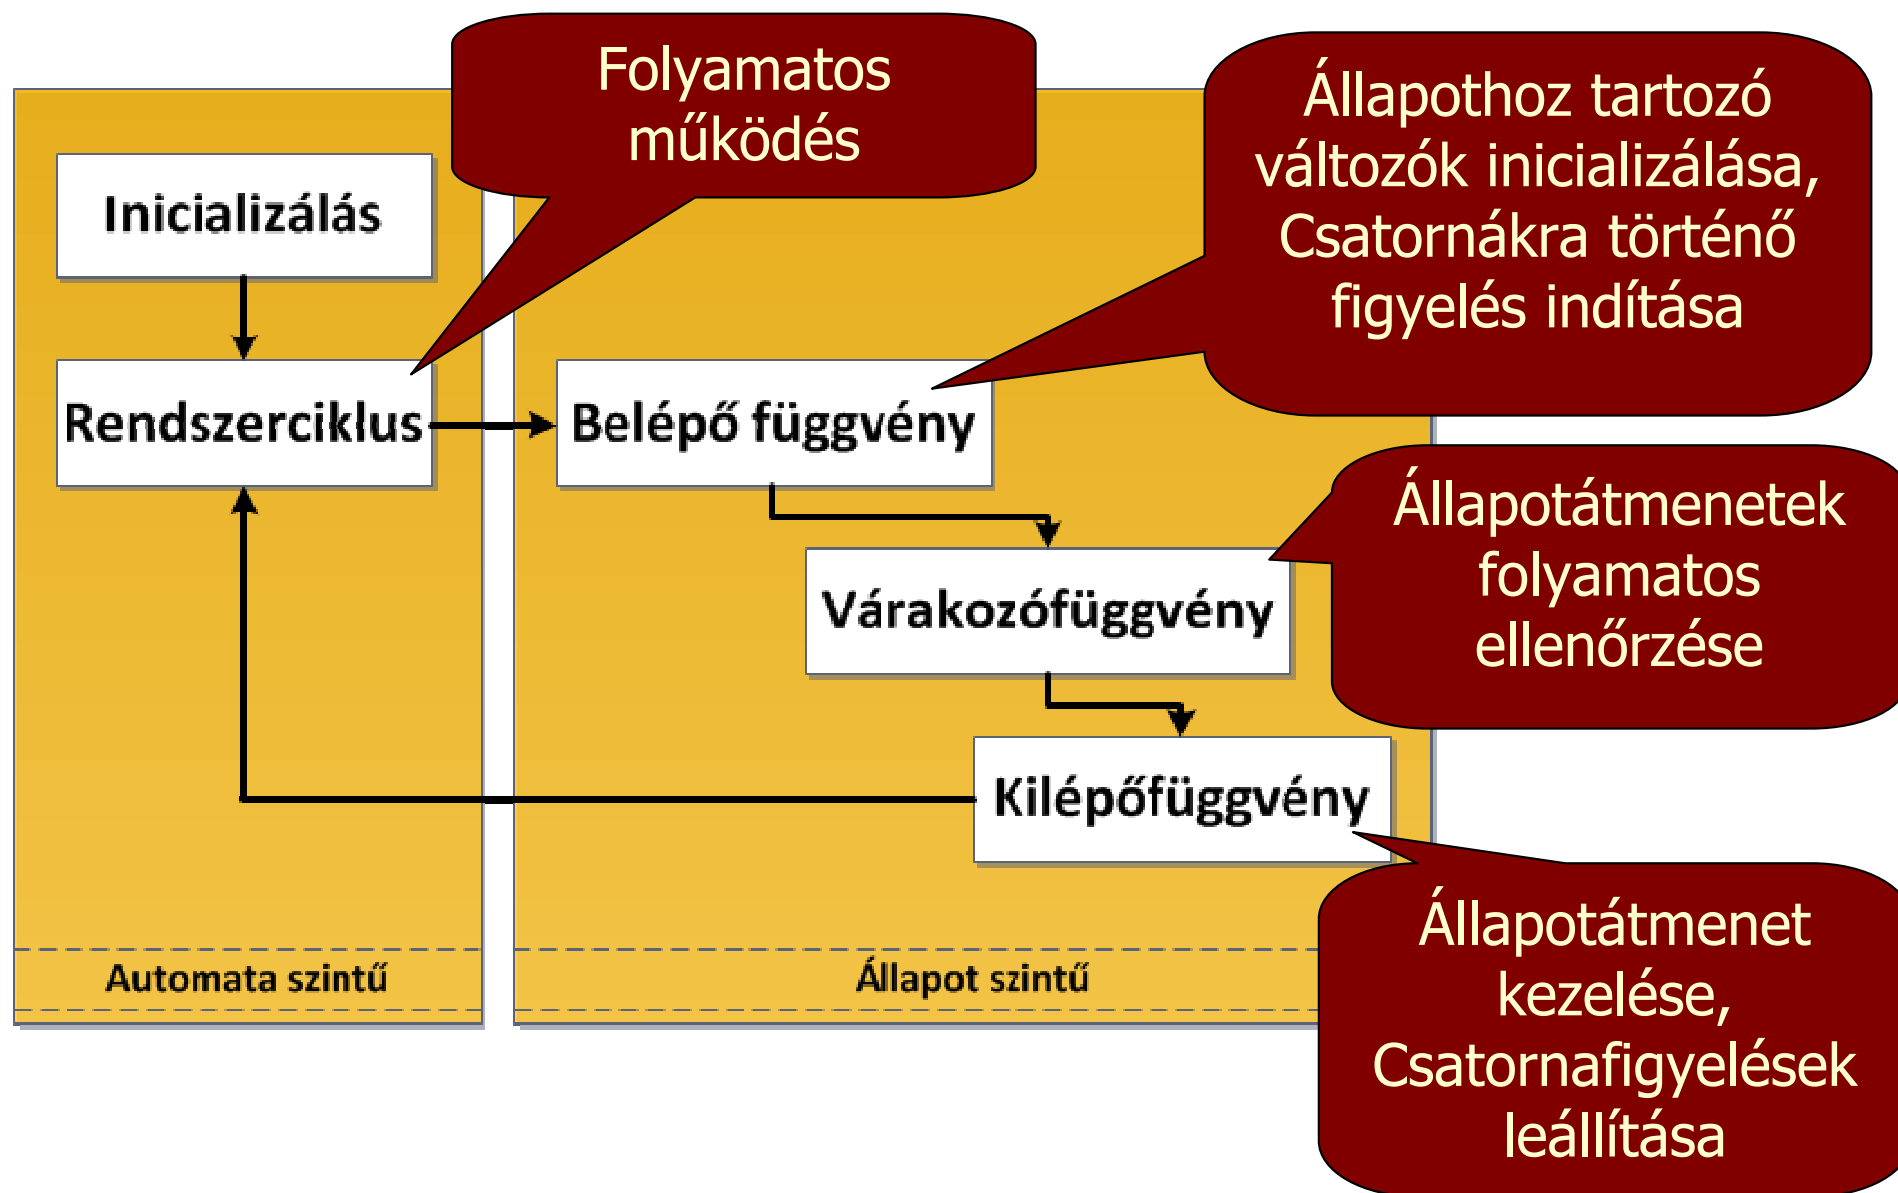 Folyamatos
működés
Állapothoz tartozó
változók inicializálása,
Csatornákra történő
figyelés indítása
Inicializálás
Rendszerciklus
Belépő függvény
Állapotátmenetek
folyamatos
ellenőrzése
Várakozófüggvény
Kilépőfüggvény
Állapotátmenet
kezelése,
Csatornafigyelések
leállítása
Automata szintű
Állapot szintű